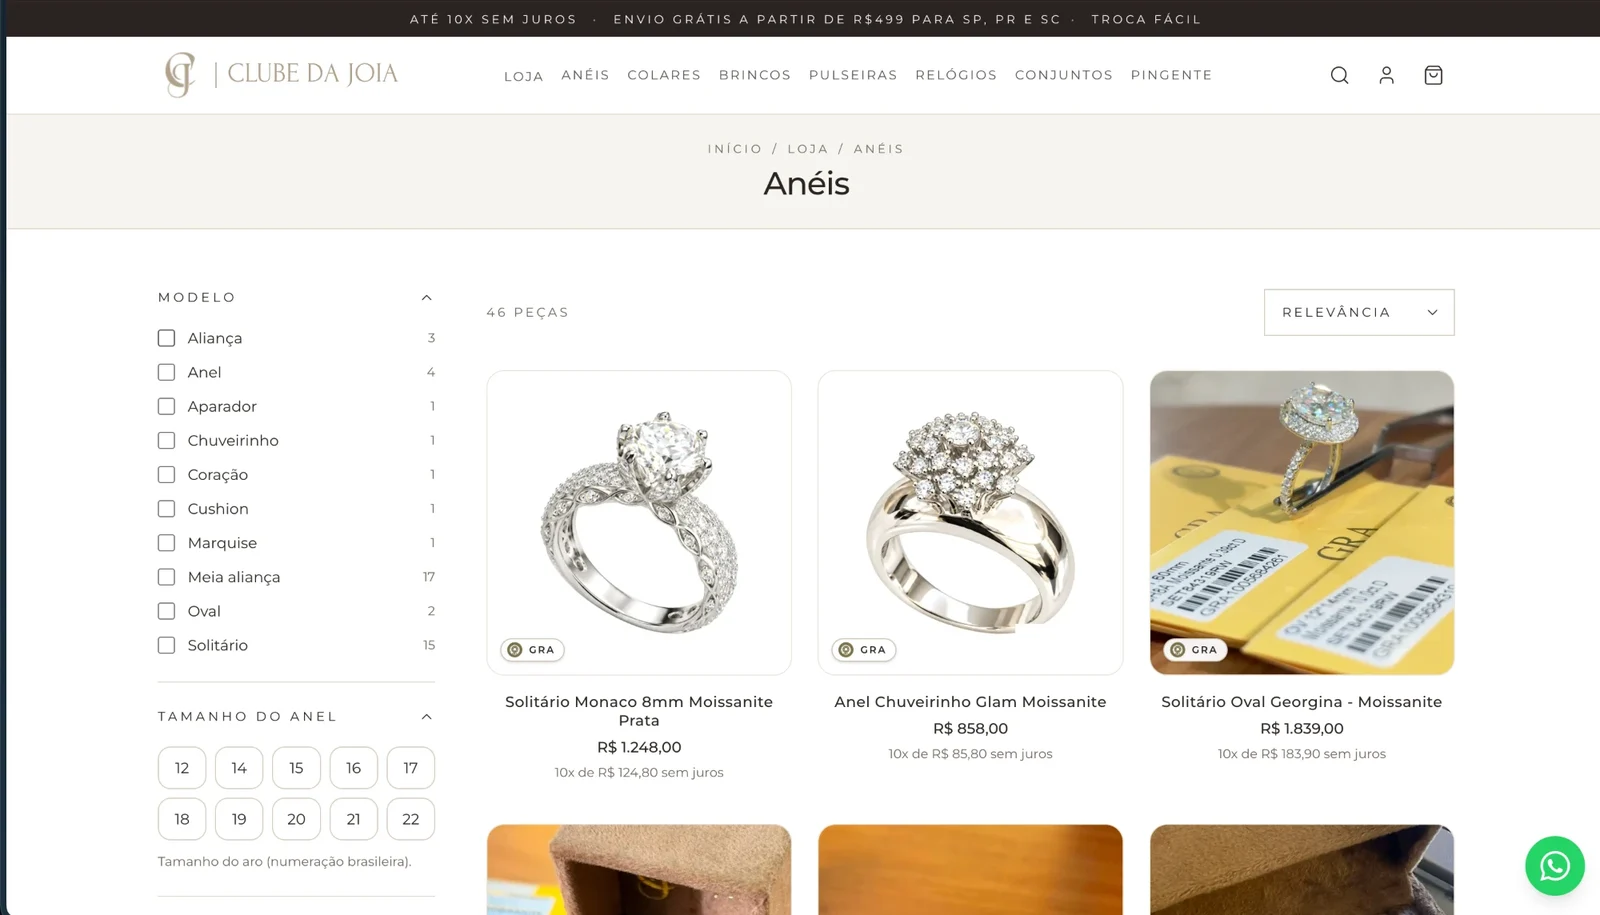 ATÉ 10X SEM JUROS · ENVIO GRÁTIS A PARTIR DE R$499 PARA SP, PR E SC · TROCA FÁCIL
CJ | CLUBE DA JOIA
LOJA ANÉIS COLARES BRINCOS PULSEIRAS RELÓGIOS CONJUNTOS PINGENTE
INÍCIO / LOJA / ANÉIS
Anéis
MODELO
Aliança 3
Anel 4
Aparador 1
Chuveirinho 1
Coração 1
Cushion 1
Marquise 1
Meia aliança 17
Oval 2
Solitário 15
TAMANHO DO ANEL
12 14 15 16 17
18 19 20 21 22
Tamanho do aro (numeração brasileira).
46 PEÇAS
RELEVÂNCIA
GRA
Solitário Monaco 8mm Moissanite
Prata
R$ 1.248,00
10x de R$ 124,80 sem juros
GRA
Anel Chuveirinho Glam Moissanite
R$ 858,00
10x de R$ 85,80 sem juros
GRA
GRA
Solitário Oval Georgina - Moissanite
R$ 1.839,00
10x de R$ 183,90 sem juros